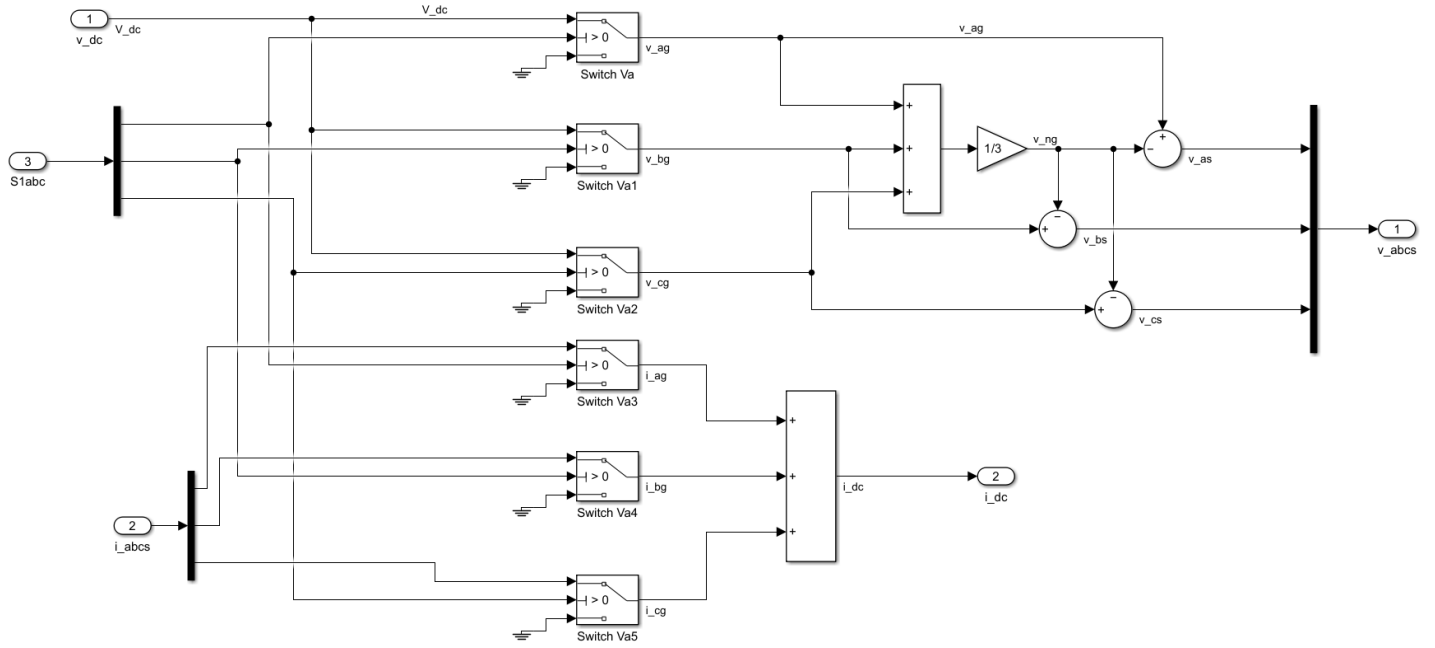 1
v_dc
V_dc
V_dc
> 0
Switch Va
v_ag
v_ag
3
S1abc
> 0
Switch Va1
v_bg
+
+
+
1/3
v_ng
+
−
v_as
−
+
v_bs
1
v_abcs
> 0
Switch Va2
v_cg
−
+
v_cs
> 0
Switch Va3
i_ag
2
i_abcs
> 0
Switch Va4
i_bg
+
+
+
i_dc
2
i_dc
> 0
Switch Va5
i_cg